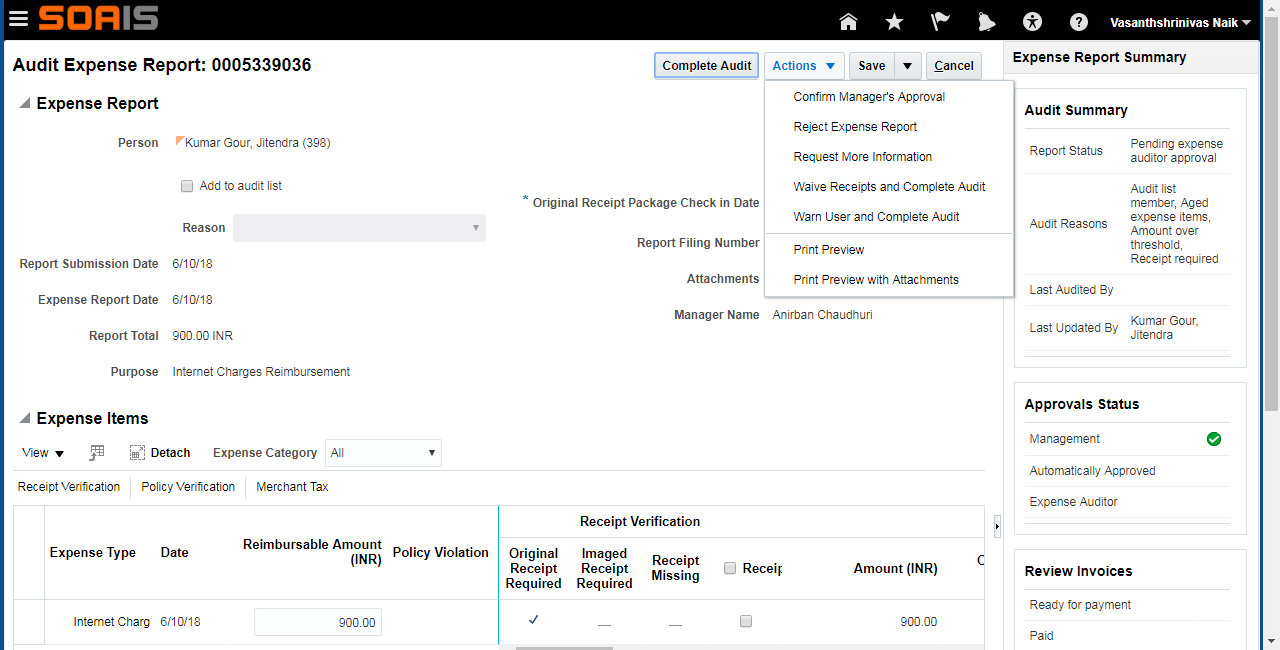 SOAIS
Vasanthshrinivas Naik
Audit Expense Report: 0005339036
Complete Audit
Actions
Save
Cancel
Confirm Manager's Approval
Reject Expense Report
Request More Information
Waive Receipts and Complete Audit
Warn User and Complete Audit
Print Preview
Print Preview with Attachments
Expense Report
Person Kumar Gour, Jitendra (398)
Add to audit list
Reason
Report Submission Date 6/10/18
Expense Report Date 6/10/18
Report Total 900.00 INR
Purpose Internet Charges Reimbursement
* Original Receipt Package Check in Date
Report Filing Number
Attachments
Manager Name Anirban Chaudhuri
Expense Items
View
Detach
Expense Category All
Receipt Verification
Policy Verification
Merchant Tax
Receipt Verification
Expense Type
Date
Reimbursable Amount
(INR)
Policy Violation
Original
Receipt
Required
Imaged
Receipt
Required
Receipt
Missing
Receip
Amount (INR)
Internet Charg 6/10/18 900.00 900.00
Expense Report Summary
Audit Summary
Report Status
Pending expense
auditor approval
Audit Reasons
Audit list
member, Aged
expense items,
Amount over
threshold,
Receipt required
Last Audited By
Last Updated By
Kumar Gour,
Jitendra
Approvals Status
Management
Automatically Approved
Expense Auditor
Review Invoices
Ready for payment
Paid